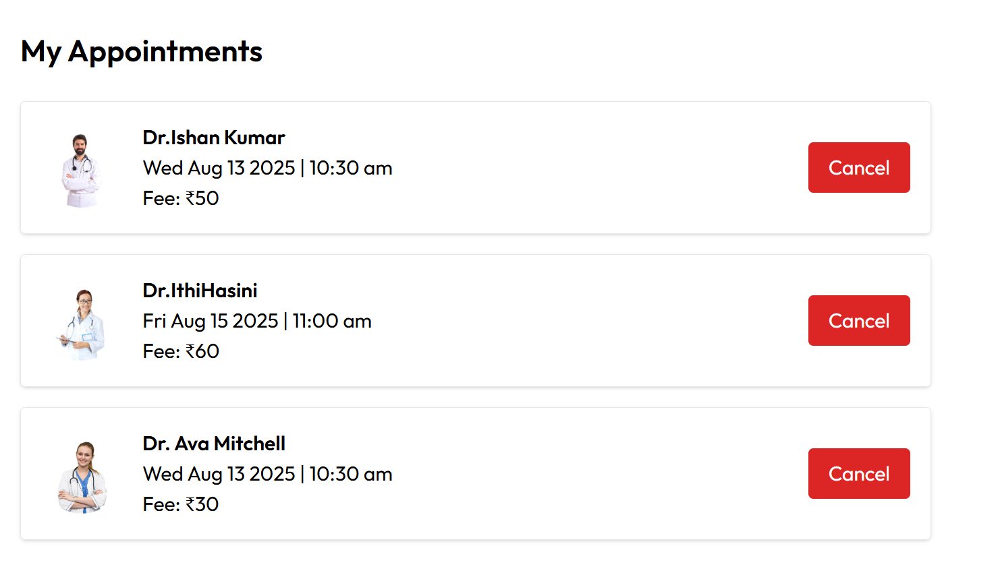 My Appointments
Dr.Ishan Kumar
Wed Aug 13 2025 | 10:30 am
Fee: ₹50
Cancel
Dr.IthiHasini
Fri Aug 15 2025 | 11:00 am
Fee: ₹60
Cancel
Dr. Ava Mitchell
Wed Aug 13 2025 | 10:30 am
Fee: ₹30
Cancel